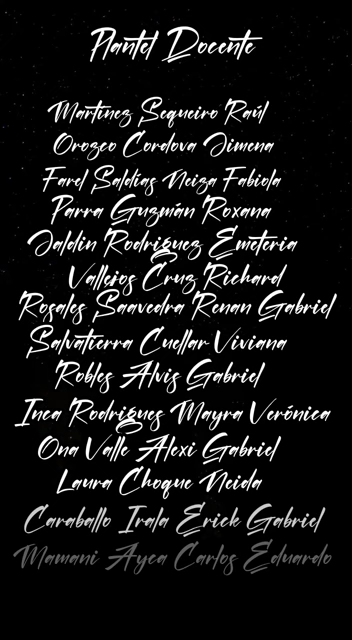 Plantel Docente
Martinez Sequeiro Raúl
Orozco Cordova Jimena
Farel Saldias Neiza Fabiola
Parra Guzmán Roxana
Jaldin Rodriguez Emeteria
Vallejos Cruz Richard
Rosales Saavedra Renan Gabriel
Salvatierra Cuellar Viviana
Robles Alvis Gabriel
Inca Rodrigues Mayra Verónica
Ona Valle Alexi Gabriel
Laura Choque Neida
Caraballo Irala Erick Gabriel
Mamani Ayca Carlos Eduardo